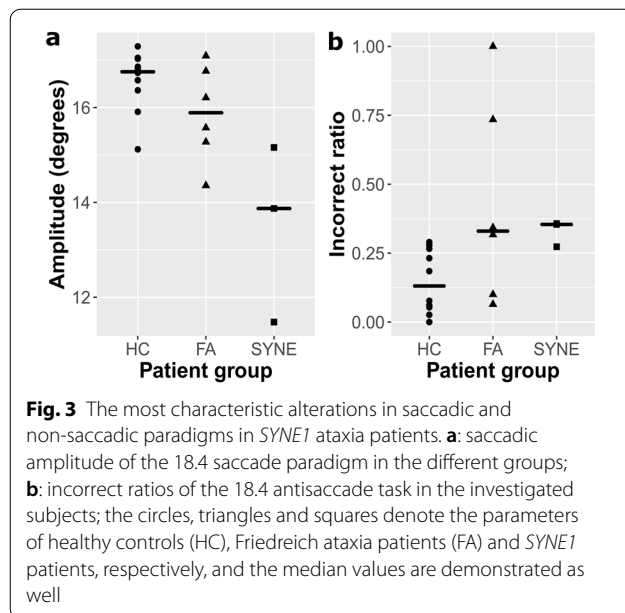 a
b
Amplitude (degrees)
16
14
12
HC FA SYNE
Patient group
Incorrect ratio
1.00
0.75
0.50
0.25
0.00
HC FA SYNE
Patient group
Fig. 3 The most characteristic alterations in saccadic and
non-saccadic paradigms in SYNE1 ataxia patients. a: saccadic
amplitude of the 18.4 saccade paradigm in the different groups;
b: incorrect ratios of the 18.4 antisaccade task in the investigated
subjects; the circles, triangles and squares denote the parameters
of healthy controls (HC), Friedreich ataxia patients (FA) and SYNE1
patients, respectively, and the median values are demonstrated as
well